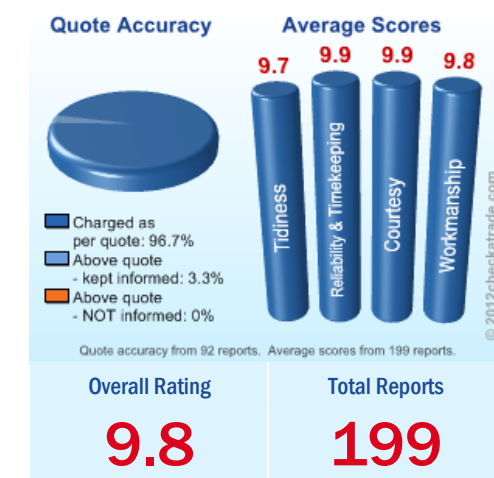 Quote Accuracy
Charged as
per quote: 96.7%
Above quote
- kept informed: 3.3%
Above quote
- NOT informed: 0%
Average Scores
9.7
9.9
9.9
9.8
Tidiness
Reliability & Timekeeping
Courtesy
Workmanship
© 2012checkatrade.com
Quote accuracy from 92 reports. Average scores from 199 reports.
Overall Rating
9.8
Total Reports
199